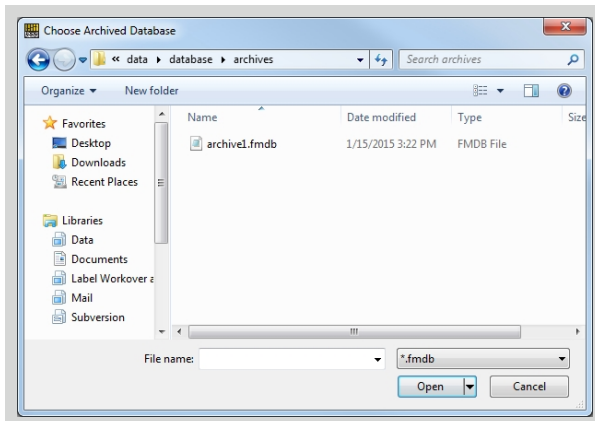 Choose Archived Database
« data database archives
Search archives
Organize New folder
Name Date modified Type Size
Favorites
Desktop
Downloads
Recent Places
archive1.fmdb 1/15/2015 3:22 PM FMDB File
Libraries
Data
Documents
Label Workover a
Mail
Subversion
File name: *.fmdb
Open Cancel